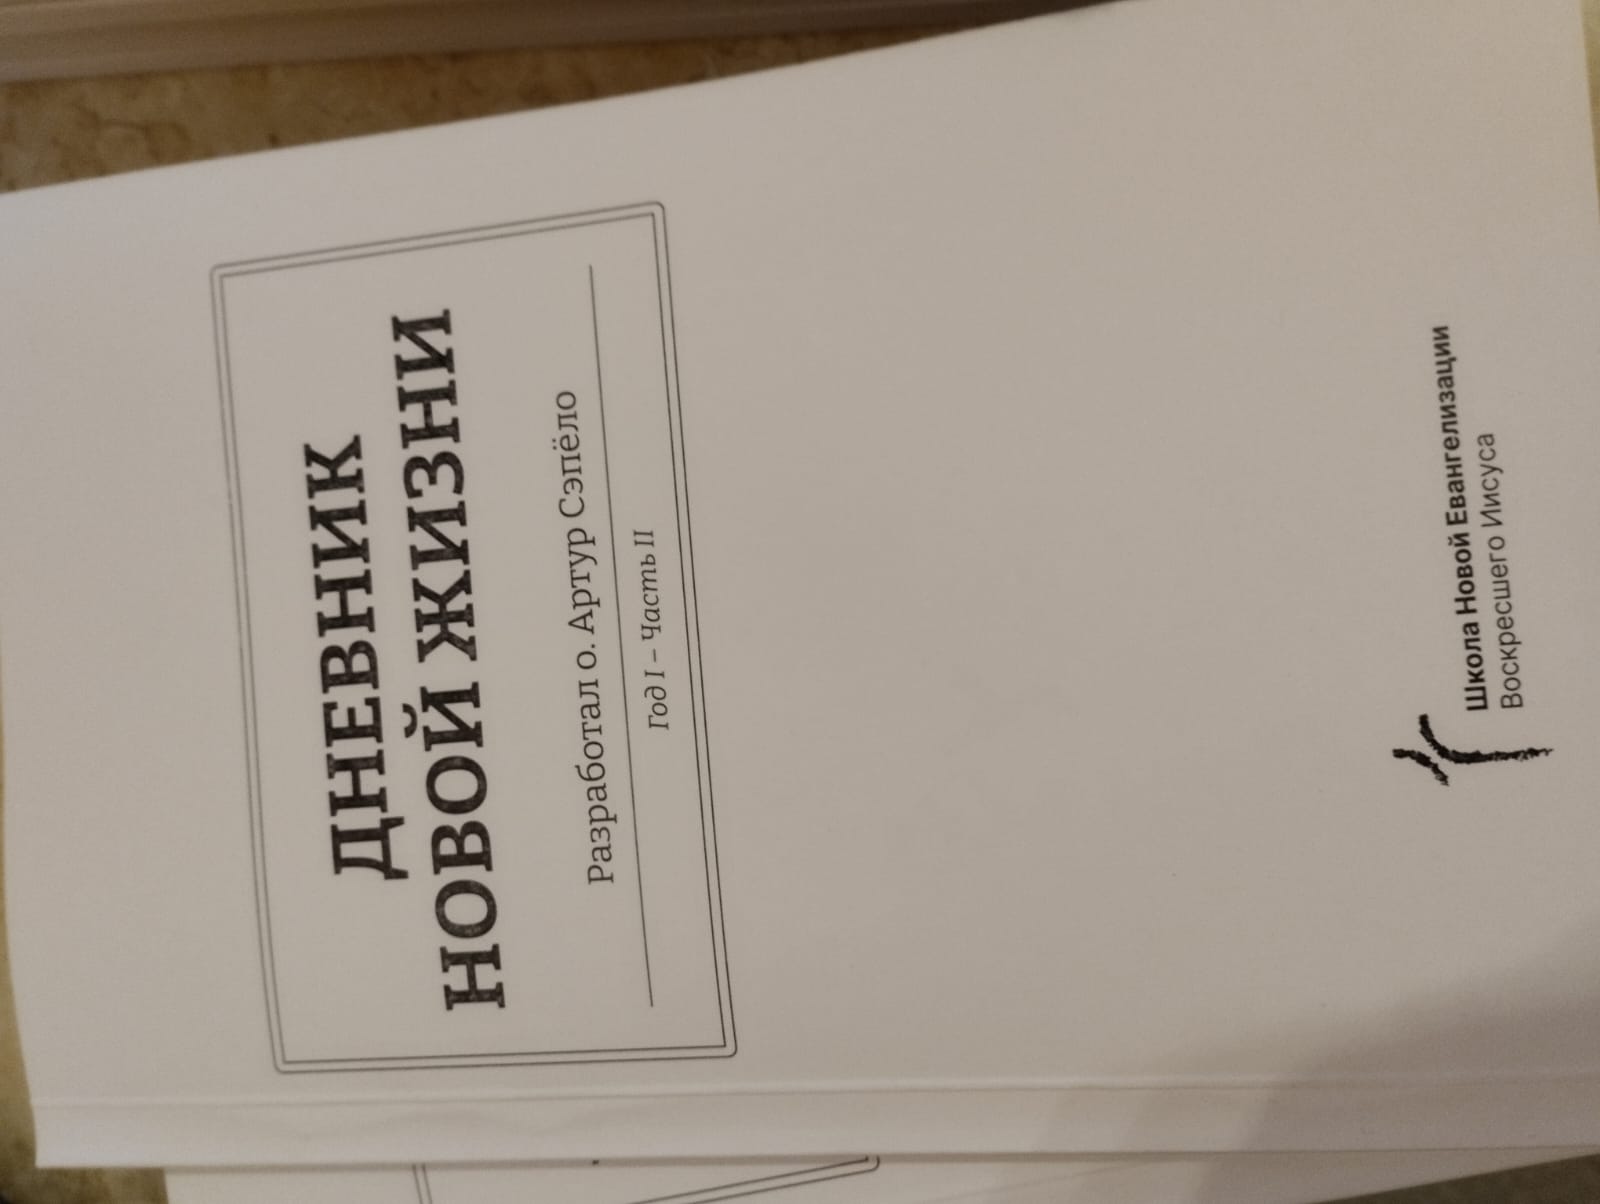 ДНЕВНИК
НОВОЙ ЖИЗНИ
Разработал о. Артур Сэпёло
Год I – Часть II
Школа Новой Евангелизации
Воскресшего Иисуса